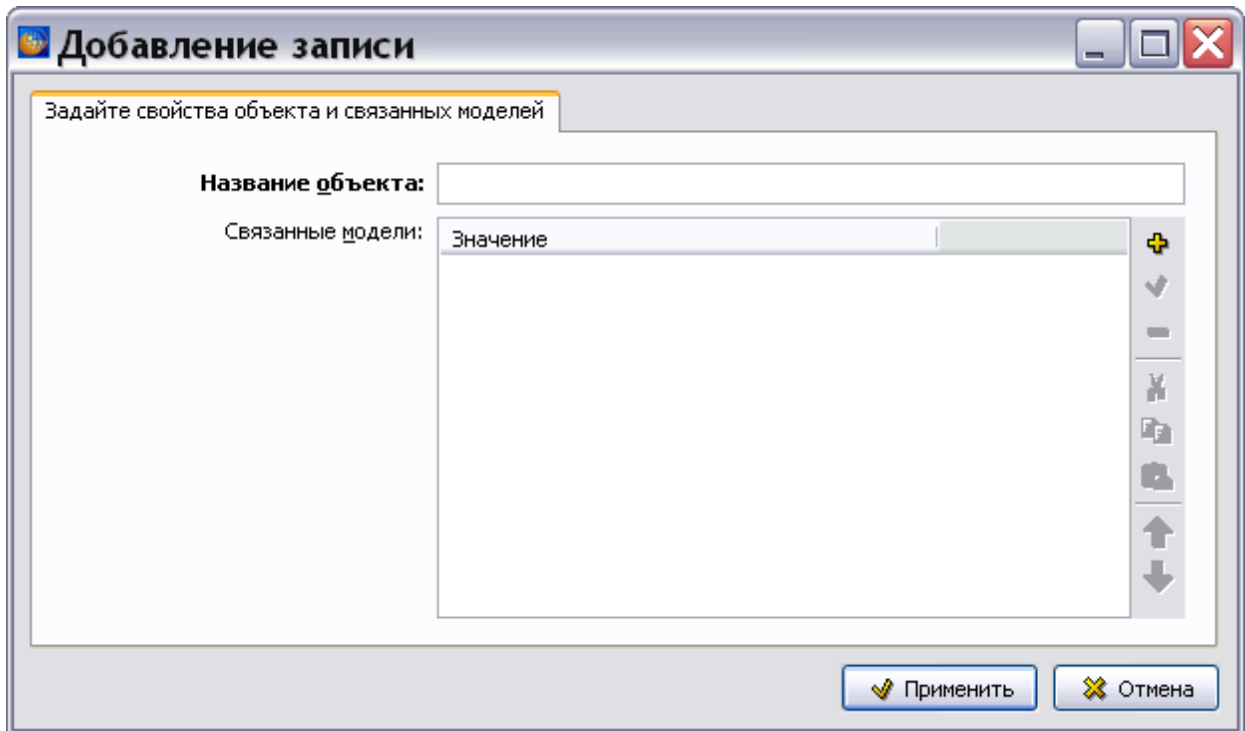 Добавление записи
Задайте свойства объекта и связанных моделей
Название объекта:
Связанные модели:
Значение
Применить
Отмена